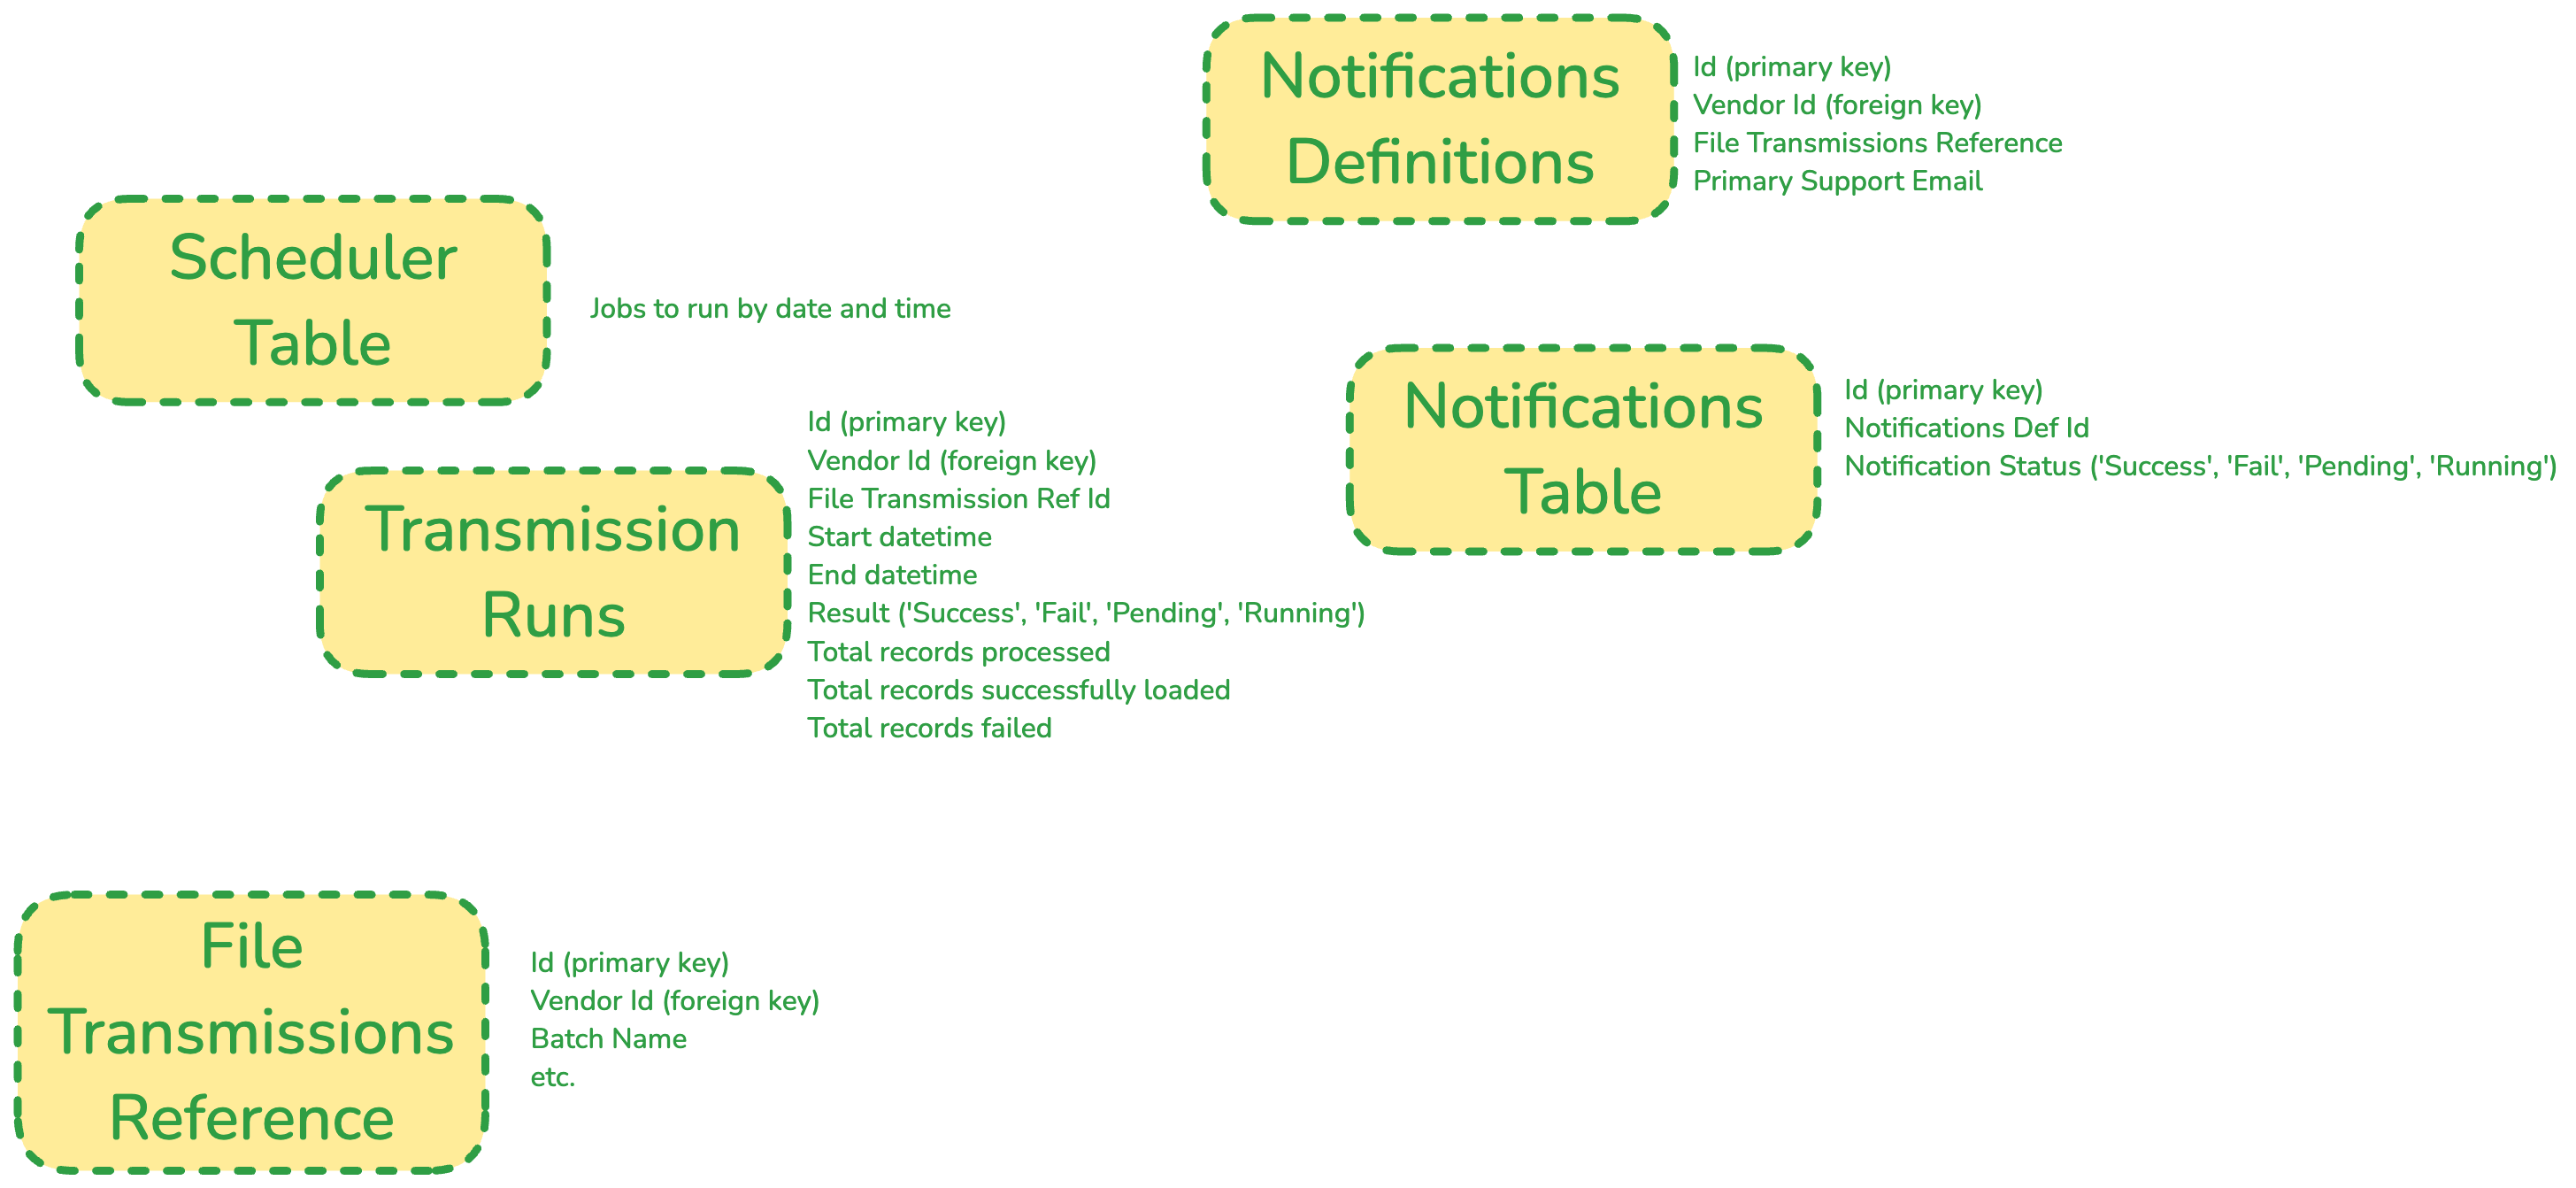 Notifications
Definitions
Id (primary key)
Vendor Id (foreign key)
File Transmissions Reference
Primary Support Email
Scheduler
Table
Jobs to run by date and time
Notifications
Table
Id (primary key)
Notifications Def Id
Notification Status ('Success', 'Fail', 'Pending', 'Running')
Transmission
Runs
Id (primary key)
Vendor Id (foreign key)
File Transmission Ref Id
Start datetime
End datetime
Result ('Success', 'Fail', 'Pending', 'Running')
Total records processed
Total records successfully loaded
Total records failed
File
Transmissions
Reference
Id (primary key)
Vendor Id (foreign key)
Batch Name
etc.